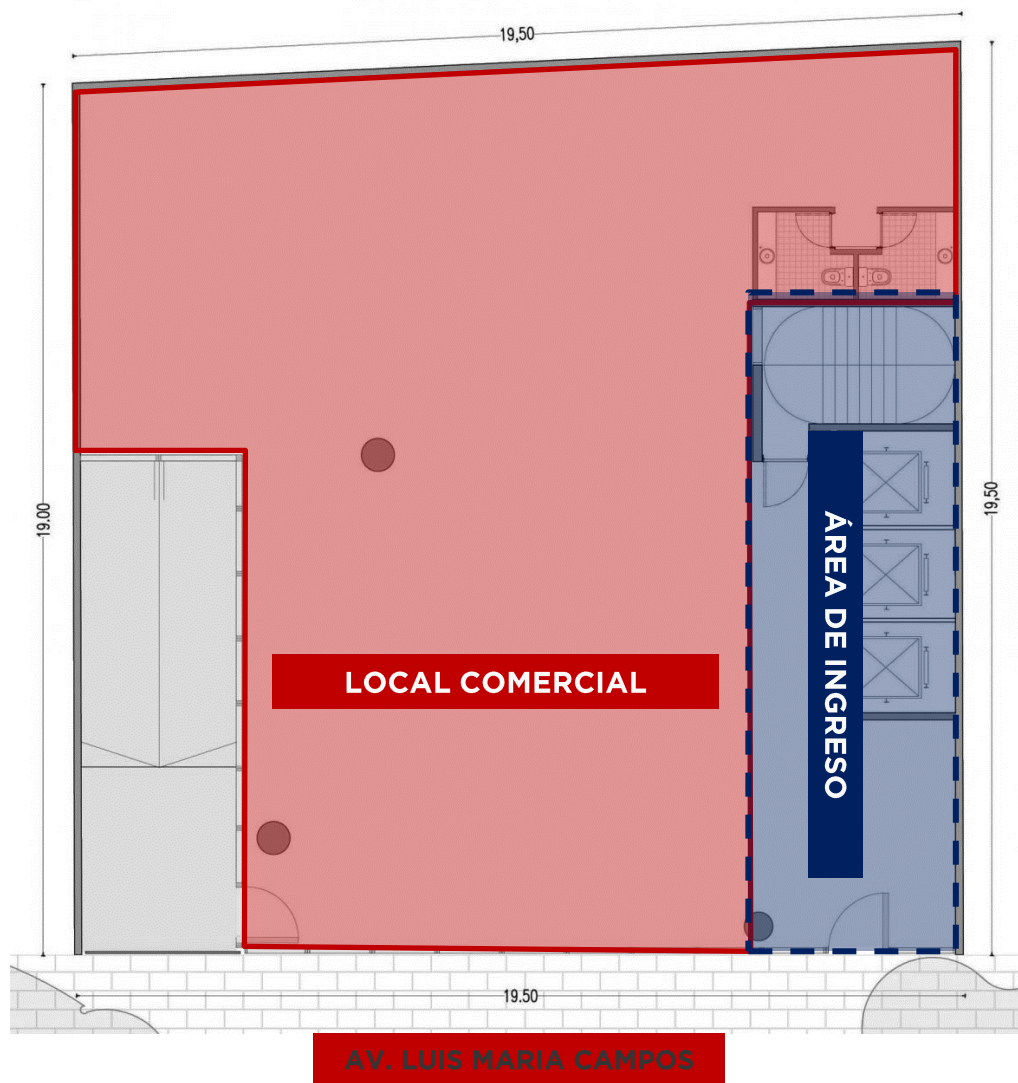 19,50
19.00
19,50
ÁREA DE INGRESO
LOCAL COMERCIAL
19.50
AV. LUIS MARIA CAMPOS